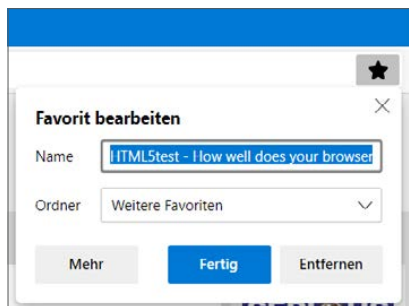 Favorit bearbeiten
Name HTML5test - How well does your browser
Ordner Weitere Favoriten
Mehr Fertig Entfernen